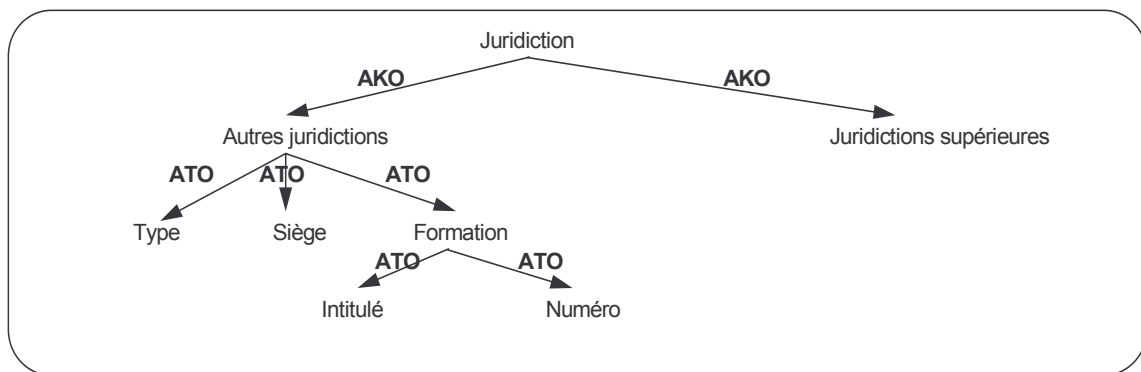 Juridiction
AKO AKO
Autres juridictions Juridictions supérieures
ATO ATO ATO
Type Siège Formation
ATO ATO
Intitulé Numéro